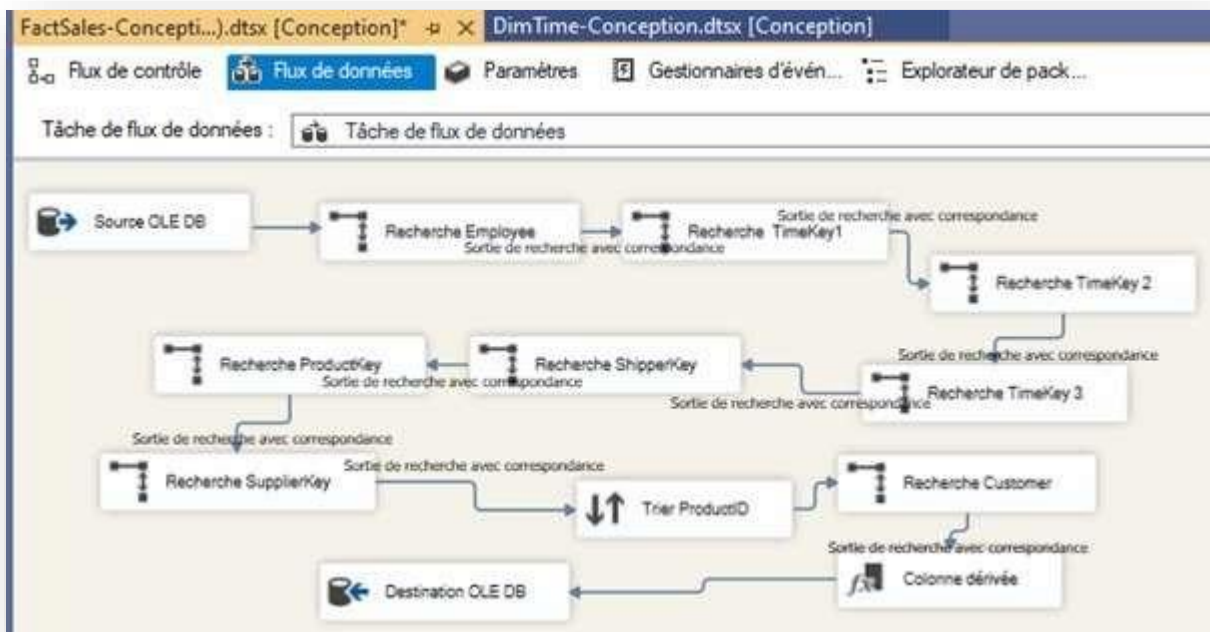 FactSales-Concepti...).dtsx [Conception]*
DimTime-Conception.dtsx [Conception]
Flux de contrôle
Flux de données
Paramètres
Gestionnaires d'évén...
Explorateur de pack...
Tâche de flux de données :
Tâche de flux de données
Source OLE DB
Recherche Employee
Sortie de recherche avec correspondance
Recherche TimeKey1
Sortie de recherche avec correspondance
Recherche TimeKey 2
Sortie de recherche avec correspondance
Recherche TimeKey 3
Sortie de recherche avec correspondance
Recherche ShipperKey
Sortie de recherche avec correspondance
Recherche ProductKey
Sortie de recherche avec correspondance
Recherche SupplierKey
Sortie de recherche avec correspondance
Trier ProductID
Recherche Customer
Sortie de recherche avec correspondance
Colonne dérivée
Destination OLE DB